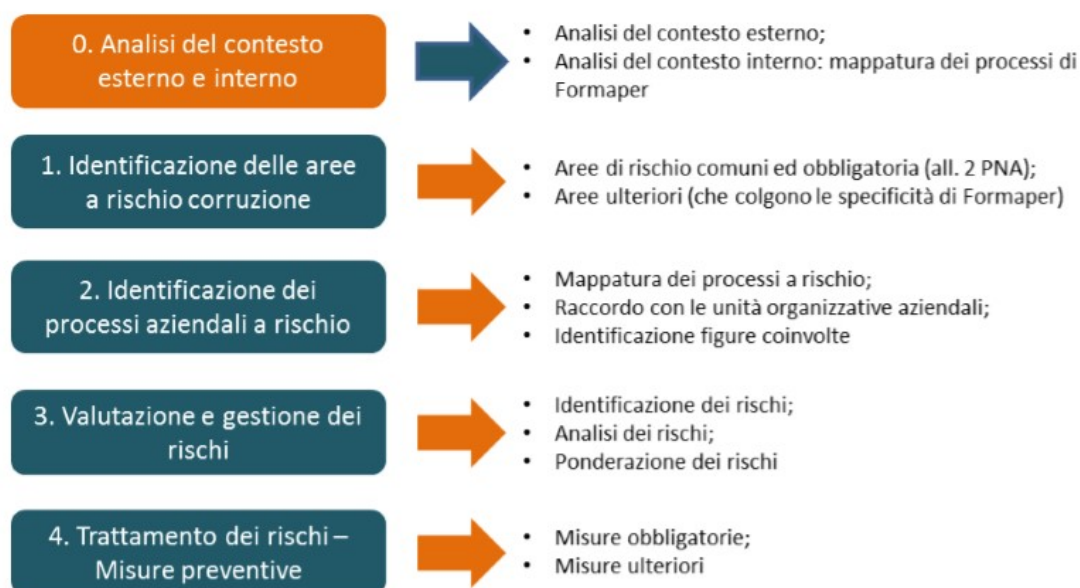 0. Analisi del contesto
esterno e interno
• Analisi del contesto esterno;
• Analisi del contesto interno: mappatura dei processi di
Formaper
1. Identificazione delle aree
a rischio corruzione
• Aree di rischio comuni ed obbligatoria (all. 2 PNA);
• Aree ulteriori (che colgono le specificità di Formaper)
2. Identificazione dei
processi aziendali a rischio
• Mappatura dei processi a rischio;
• Raccordo con le unità organizzative aziendali;
• Identificazione figure coinvolte
3. Valutazione e gestione dei
rischi
• Identificazione dei rischi;
• Analisi dei rischi;
• Ponderazione dei rischi
4. Trattamento dei rischi –
Misure preventive
• Misure obbligatorie;
• Misure ulteriori